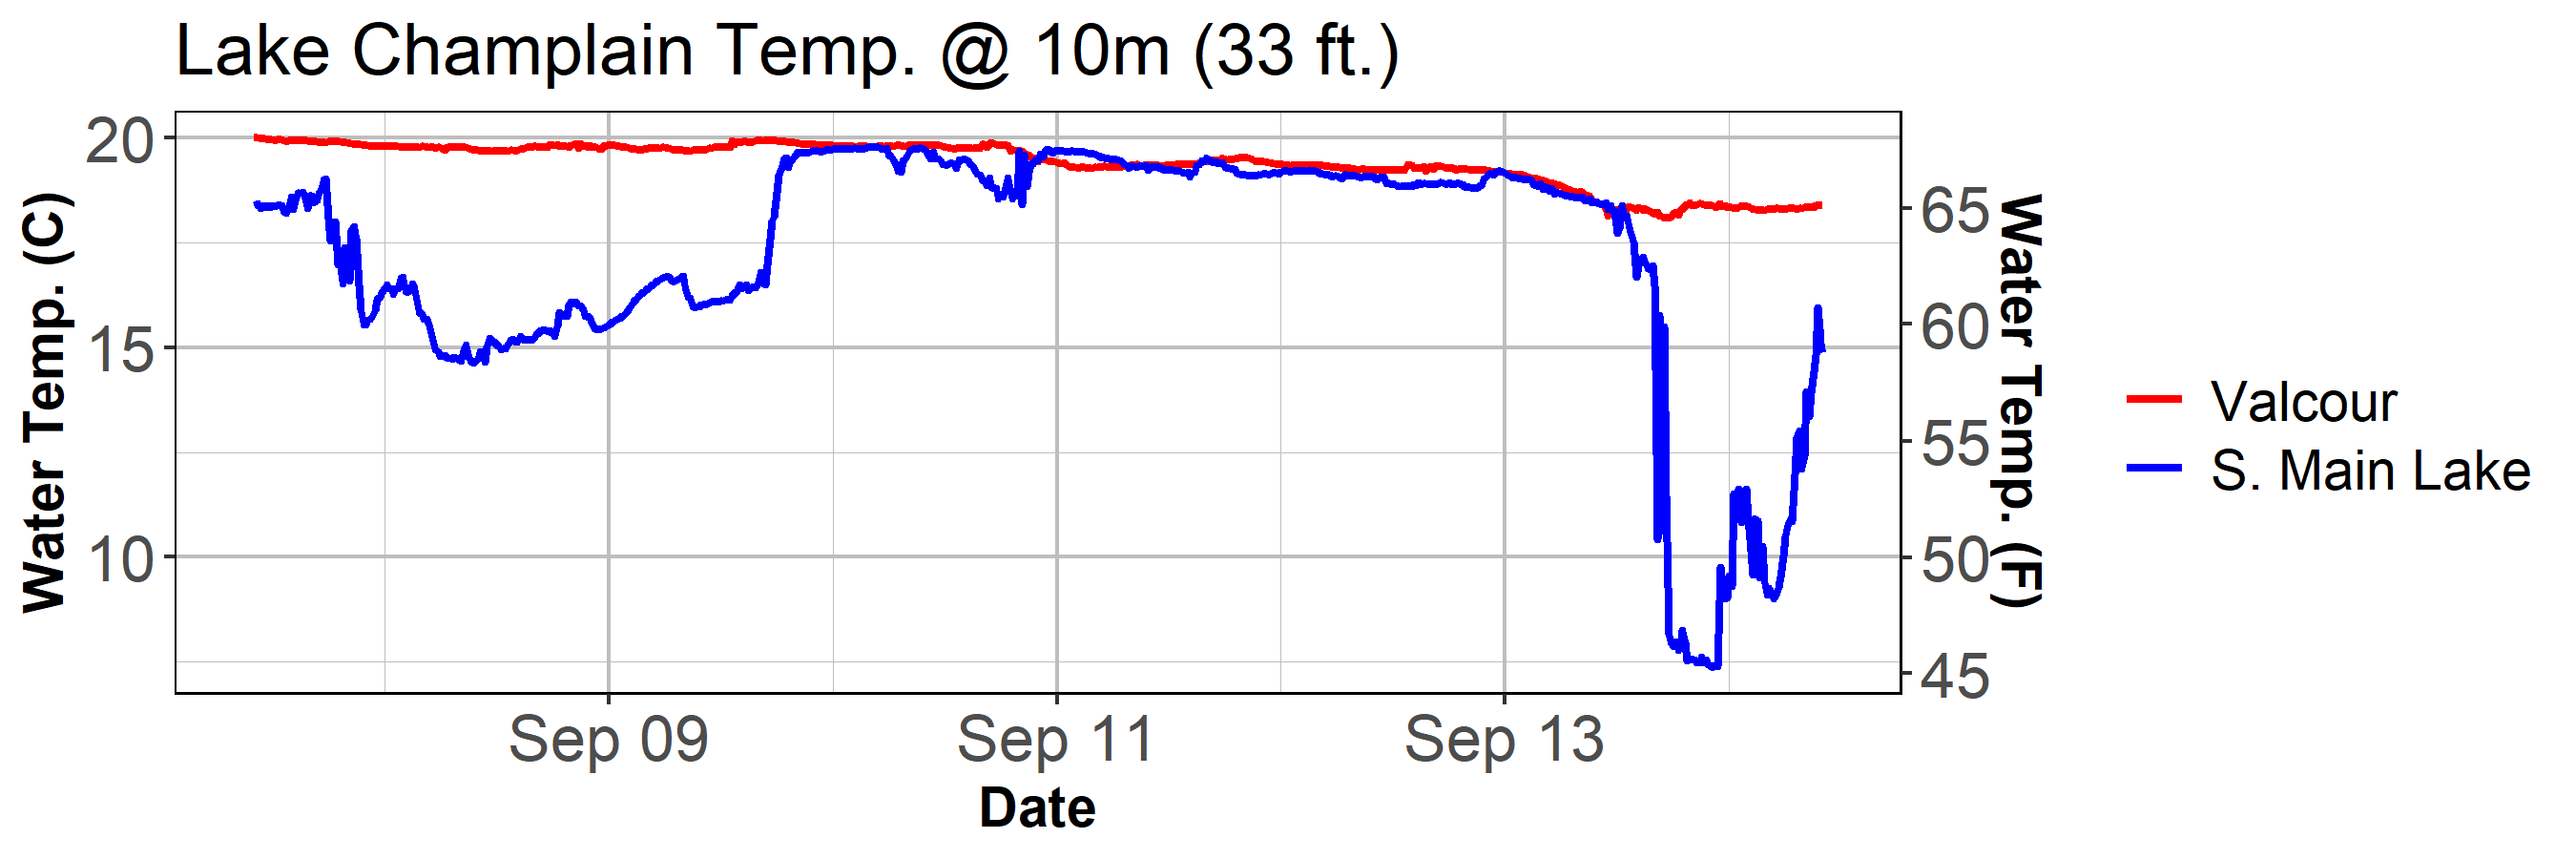 Lake Champlain Temp. @ 10m (33 ft.)
Water Temp. (C)
20
15
10
65
60
55
50
45
Water Temp. (F)
Valcour
S. Main Lake
Sep 09
Sep 11
Sep 13
Date